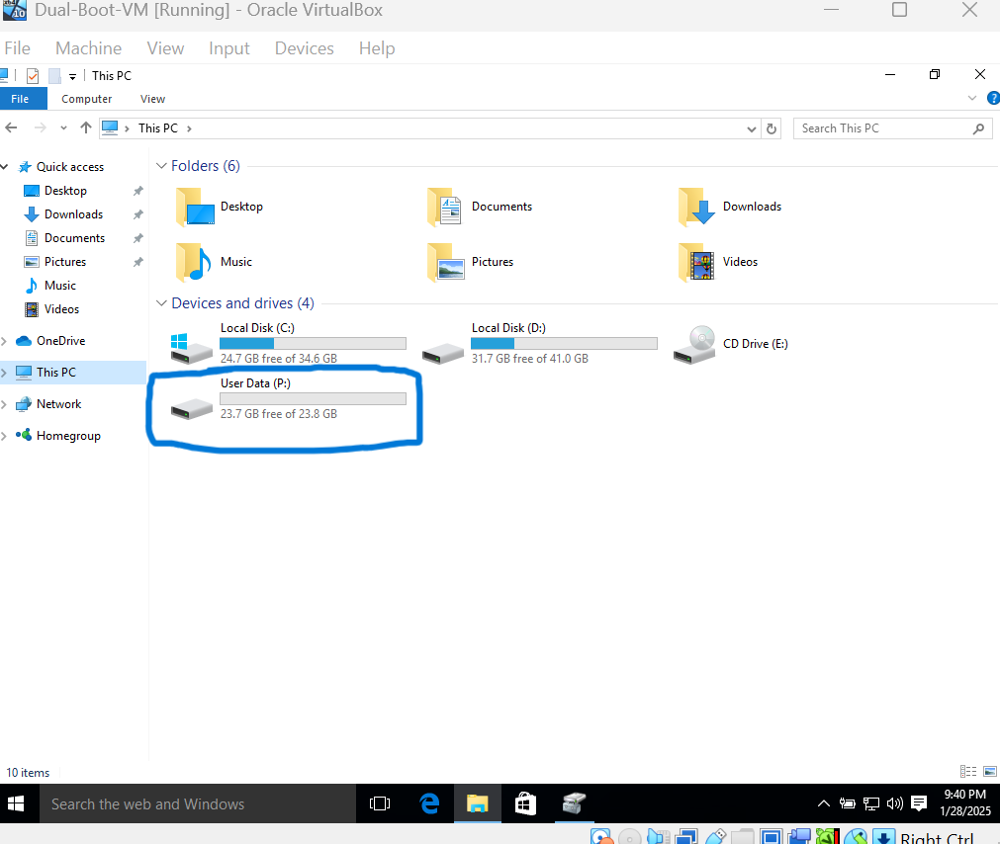 Dual-Boot-VM [Running] - Oracle VirtualBox
File Machine View Input Devices Help
This PC
File Computer View
?
This PC
Search This PC
Quick access
Desktop
Downloads
Documents
Pictures
Music
Videos
OneDrive
This PC
Network
Homegroup
Folders (6)
Desktop
Documents
Downloads
Music
Pictures
Videos
Devices and drives (4)
Local Disk (C:)
24.7 GB free of 34.6 GB
Local Disk (D:)
31.7 GB free of 41.0 GB
CD Drive (E:)
User Data (P:)
23.7 GB free of 23.8 GB
10 items
Search the web and Windows
9:40 PM
1/28/2025
Right Ctrl